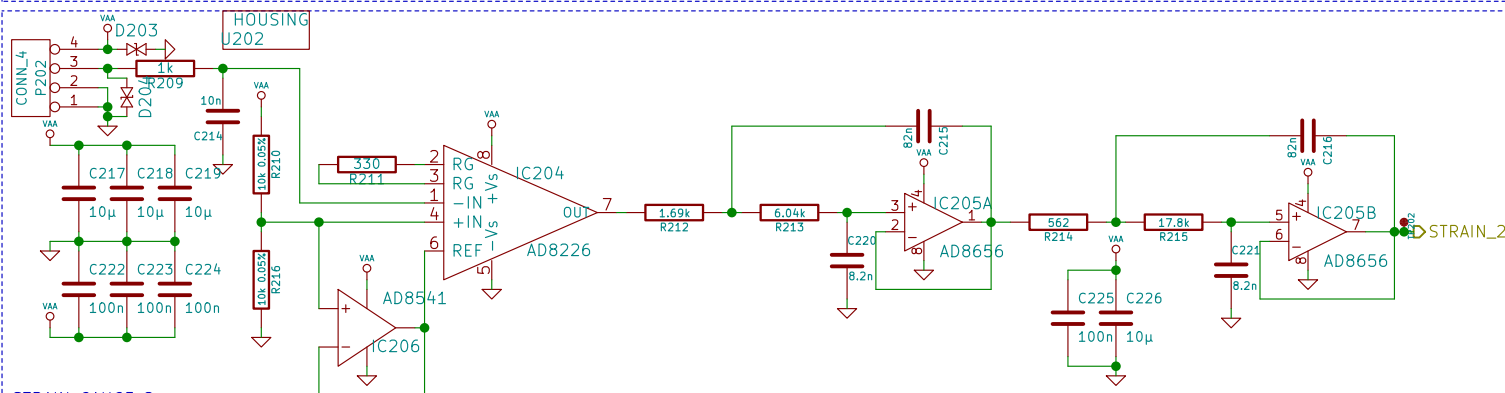 HOUSING
U202
CONN_4
P202
4
3
2
1
VAA
D203
1k
R209
D204
10n
C214
VAA
10k 0.05%
R210
10k 0.05%
R216
VAA
C217
10µ
C218
10µ
C219
10µ
C222
100n
C223
100n
C224
100n
VAA
330
R211
VAA
2 RG
3 RG
1 -IN
4 +IN
6 REF
8 +Vs
5 -Vs
OUT 7
IC204
AD8226
VAA
+
-
AD8541
IC206
1.69k
R212
6.04k
R213
C220
8.2n
82n
C215
VAA
4
3 +
2 -
8
1
IC205A
AD8656
562
R214
17.8k
R215
VAA
C225
100n
C226
10µ
C221
8.2n
82n
C216
VAA
4
5 +
6 -
8
7
IC205B
AD8656
STRAIN_2